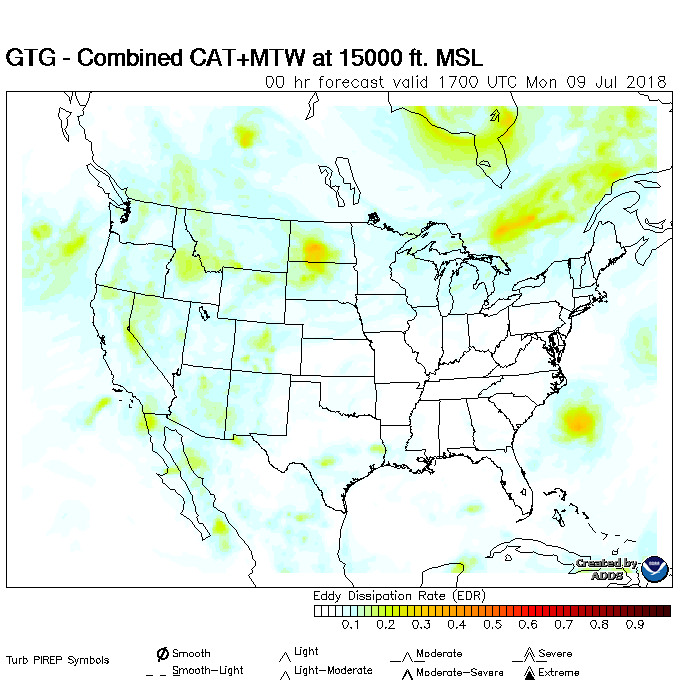 GTG - Combined CAT+MTW at 15000 ft. MSL
00 hr forecast valid 1700 UTC Mon 09 Jul 2018
Created by
ADDS
Eddy Dissipation Rate (EDR)
0.1 0.2 0.3 0.4 0.5 0.6 0.7 0.8 0.9
Turb PIREP Symbols
Smooth Light Moderate Severe
Smooth-Light Light-Moderate Moderate-Severe Extreme